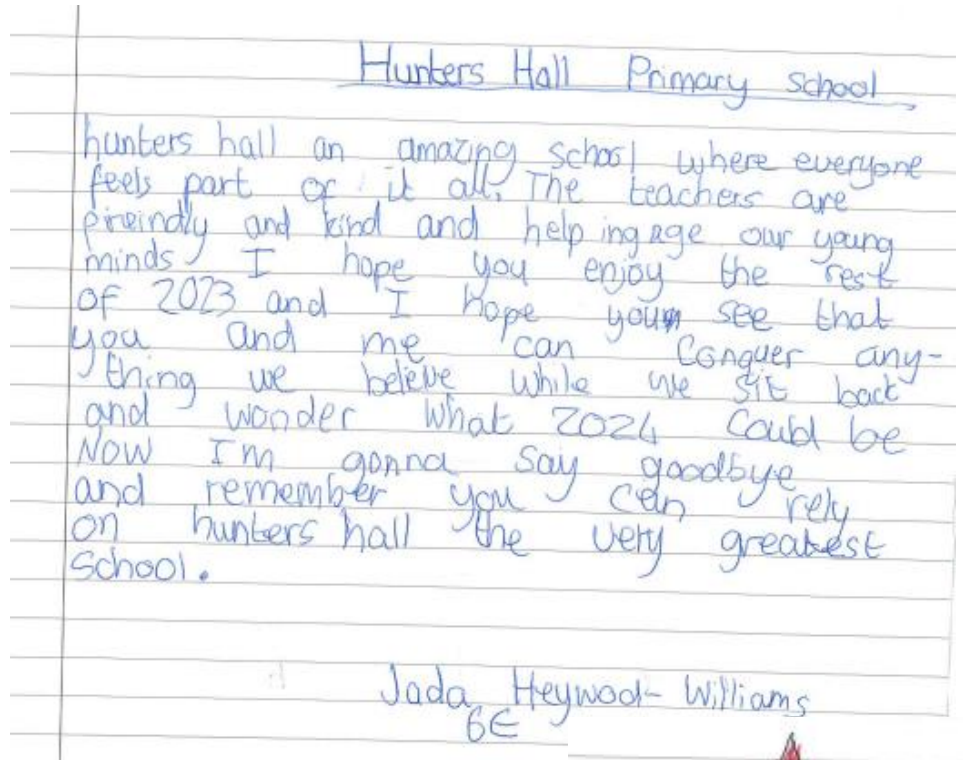 Hunters Hall Primary School
hunters hall an amazing school where everyone
feels part of it all. The teachers are
freindly and kind and help ingage our young
minds I hope you enjoy the rest
of 2023 and I hope you see that
you and me can Conquer any-
thing we believe while we sit back
and wonder what 2024 Could be
Now I'm gonna say goodbye
and remember you can rely
on hunters hall the very greatest
School.
Jada Heywod-Williams
6E